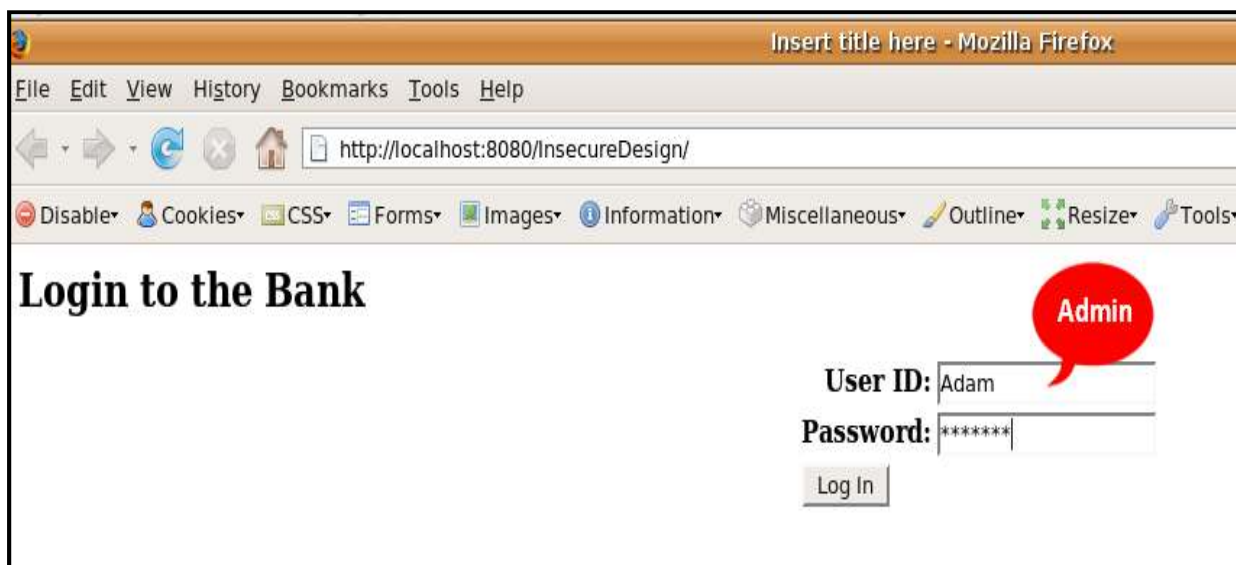 Insert title here - Mozilla Firefox
File Edit View History Bookmarks Tools Help
http://localhost:8080/InsecureDesign/
Disable Cookies CSS Forms Images Information Miscellaneous Outline Resize Tools
Login to the Bank
Admin
User ID: Adam
Password: *******
Log In